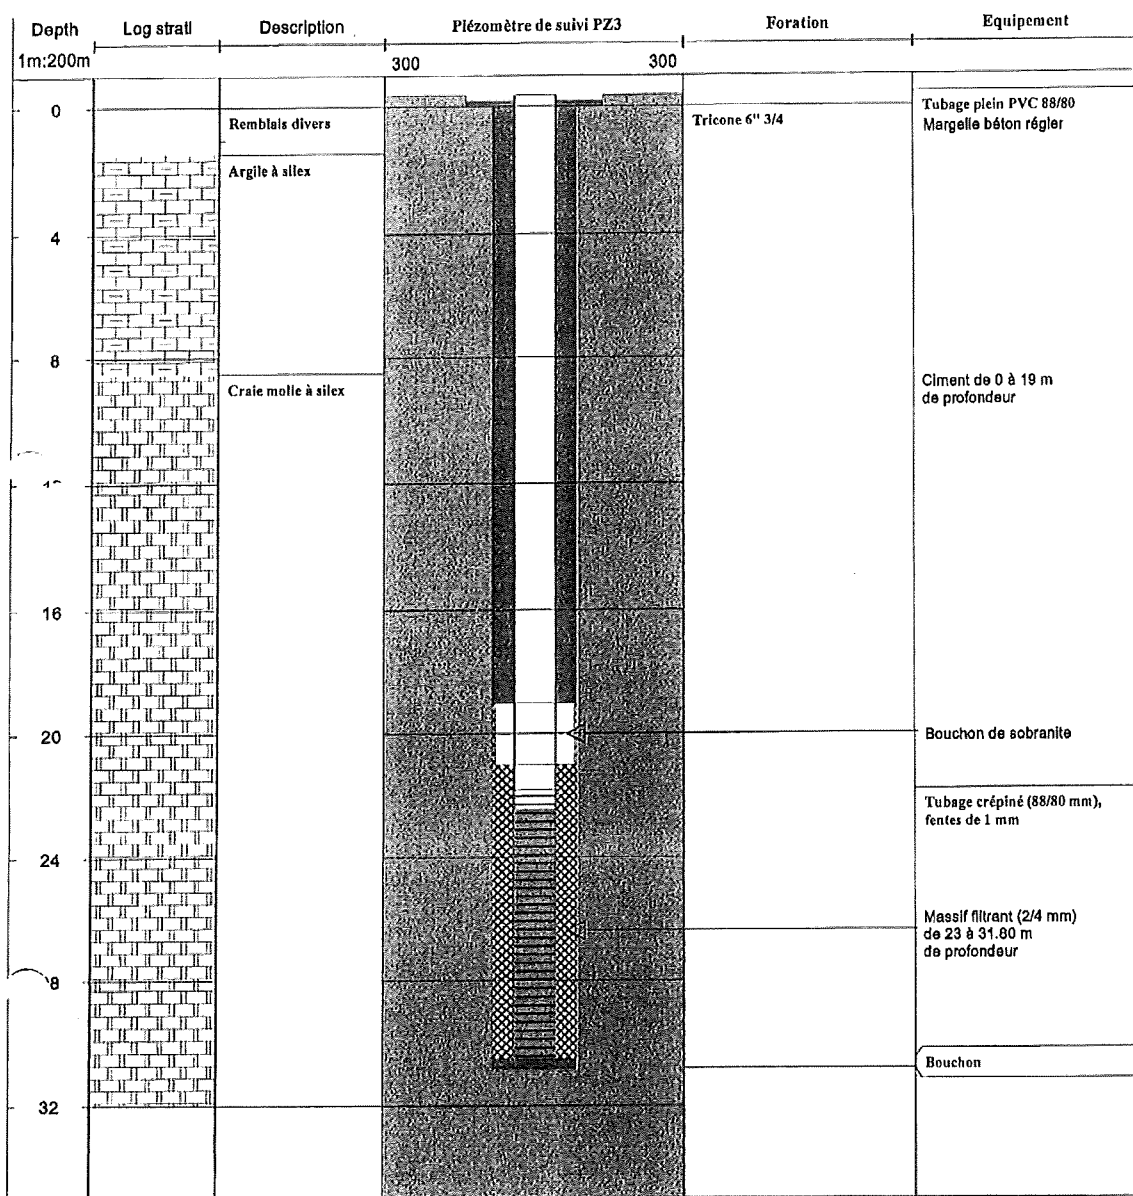 Depth
Log strati
Description
Piézomètre de suivi PZ3
Foration
Equipement
1m:200m
300
300
0
Remblais divers
Tricone 6" 3/4
Tubage plein PVC 88/80
Margelle béton régler
Argile à silex
4
8
Craie molle à silex
Ciment de 0 à 19 m
de profondeur
16
20
Bouchon de sobranite
Tubage crépiné (88/80 mm),
fentes de 1 mm
24
Massif filtrant (2/4 mm)
de 23 à 31.80 m
de profondeur
8
Bouchon
32